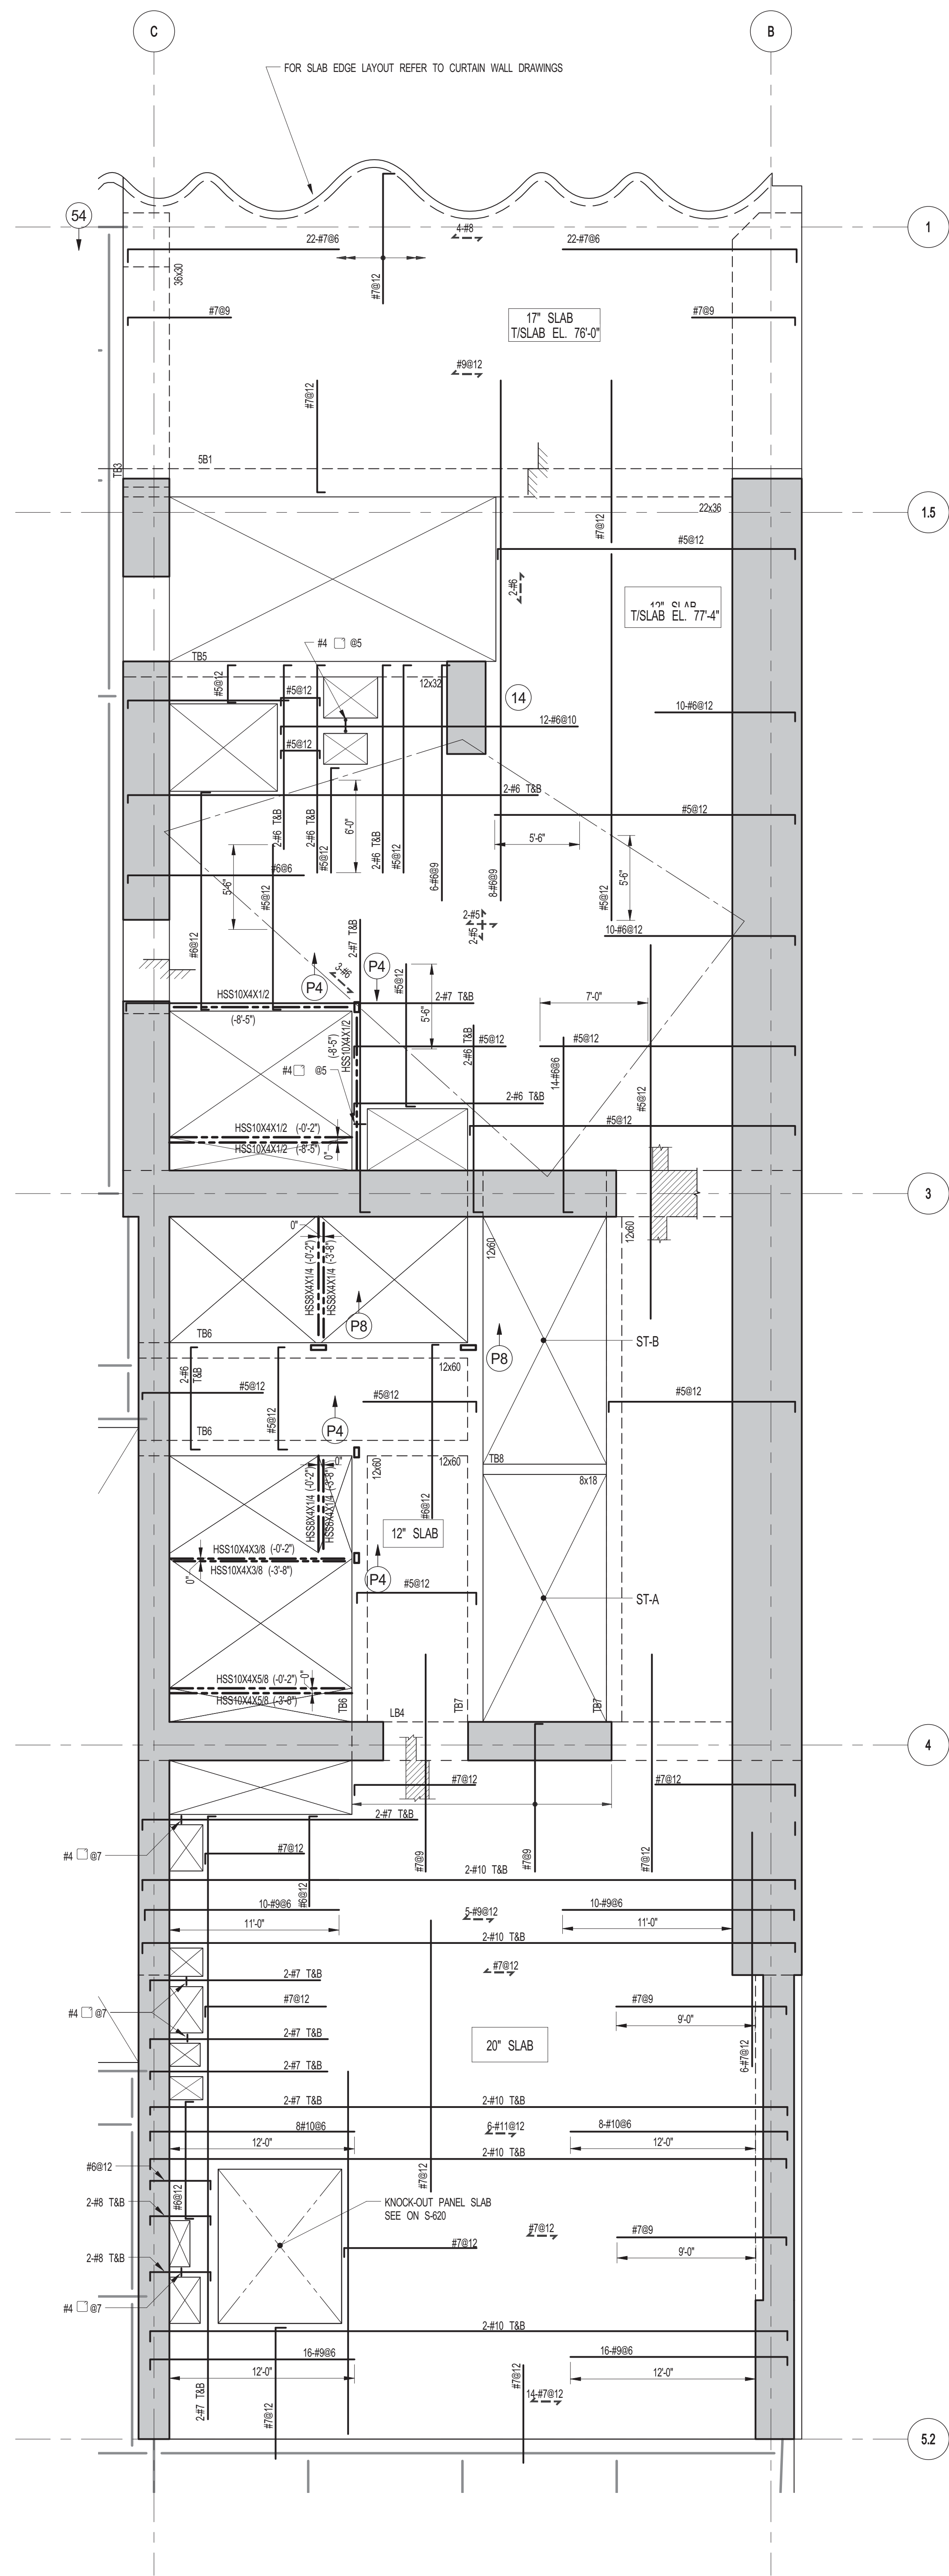 C
B
FOR SLAB EDGE LAYOUT REFER TO CURTAIN WALL DRAWINGS
54
1
4-#8
22-#7@6
22-#7@6
36x30
#7@12
#7@9
17" SLAB
T/SLAB EL. 76'-0"
#7@9
#9@12
#7@12
TB3
5B1
22x36
1.5
#7@12
#5@12
2-#6
T/SLAB EL. 77'-4"
#4 @5
TB5
#5@12
#5@12
12x32
14
10-#6@12
12-#6@10
#5@12
2-#6 T&B
#5@12
2-#6 T&B
2-#6 T&B
6'-0"
#5@12
2-#6 T&B
#5@12
5'-6"
#6@6
5'-6"
#5@12
6-#6@9
8-#6@9
5'-6"
#5@12
2-#5
2-#5
10-#6@12
#6@12
2-#7 T&B
3-#6
P4
P4
#5@12
5'-6"
HSS10X4X1/2
(-8'-5")
2-#7 T&B
7'-0"
HSS10X4X1/2
(-8'-5")
2-#6 T&B
#5@12
#5@12
#4 @5
14-#6@6
#5@12
2-#6 T&B
#5@12
HSS10X4X1/2 (-0'-2")
HSS10X4X1/2 (-8'-5")
0"
3
0"
HSS8X4X1/4 (-0'-2")
HSS8X4X1/4 (-3'-8")
12x60
12x60
P8
P8
ST-B
TB6
12x60
2-#6
T&B
#5@12
#5@12
#5@12
#5@12
P4
TB6
12x60
12x60
TB8
8x18
0"
HSS8X4X1/4 (-0'-2")
HSS8X4X1/4 (-3'-8")
#6@12
12" SLAB
HSS10X4X3/8 (-0'-2")
HSS10X4X3/8 (-3'-8")
0"
P4
#5@12
ST-A
HSS10X4X5/8 (-0'-2")
HSS10X4X5/8 (-3'-8")
0"
TB6
LB4
TB7
TB7
4
#7@12
#7@12
2-#7 T&B
#4 @7
#7@12
#7@9
#7@9
#7@12
2-#10 T&B
#6@12
10-#9@6
5-#9@12
10-#9@6
11'-0"
11'-0"
2-#10 T&B
#7@12
2-#7 T&B
#7@12
#4 @7
#7@9
9'-0"
2-#7 T&B
20" SLAB
6-#7@12
2-#7 T&B
2-#7 T&B
2-#10 T&B
8#10@6
6-#11@12
8-#10@6
12'-0"
12'-0"
2-#10 T&B
#6@12
#7@12
2-#8 T&B
#6@12
KNOCK-OUT PANEL SLAB
SEE ON S-620
#7@12
#7@9
#7@12
9'-0"
2-#8 T&B
#4 @7
2-#10 T&B
16-#9@6
16-#9@6
12'-0"
12'-0"
2-#7 T&B
#7@12
#7@12
14-#7@12
5.2